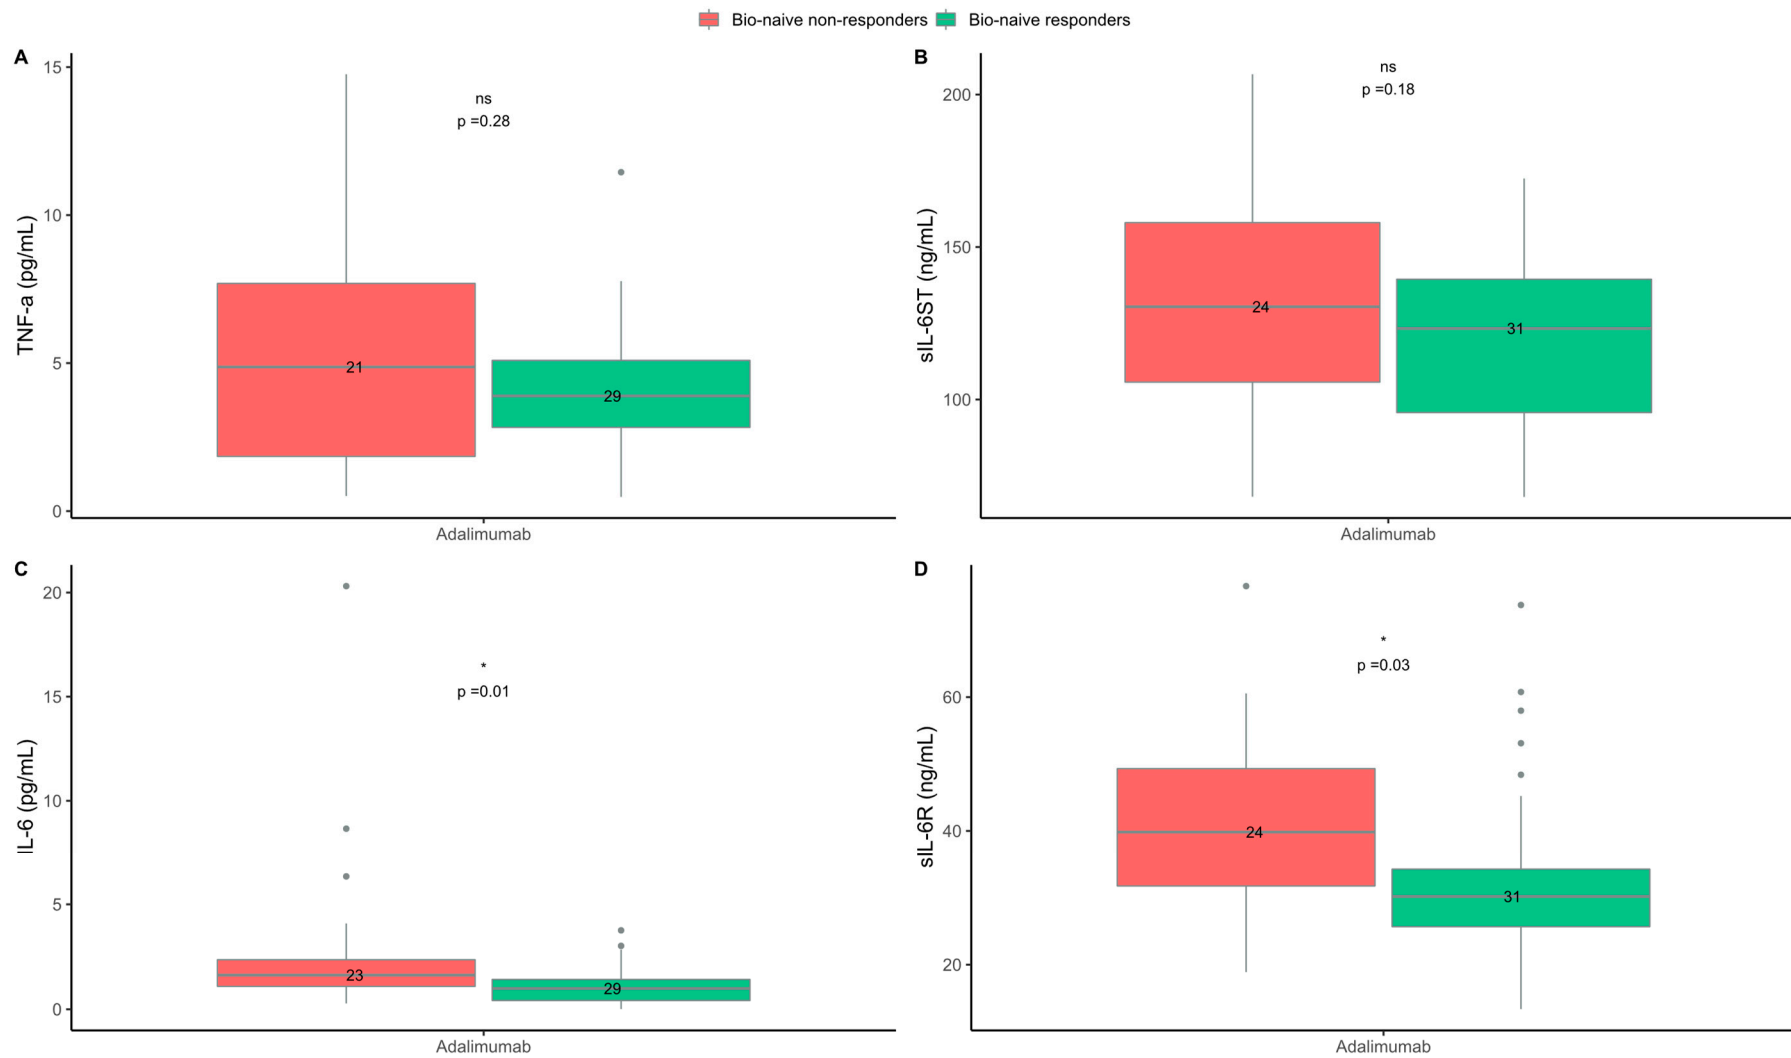 Bio-naive non-responders Bio-naive responders
A
15
10
5
0
TNF-a (pg/mL)
ns
p =0.28
21
29
Adalimumab
B
200
150
100
sIL-6ST (ng/mL)
ns
p =0.18
24
31
Adalimumab
C
20
15
10
5
0
IL-6 (pg/mL)
*
p =0.01
23
29
Adalimumab
D
60
40
20
sIL-6R (ng/mL)
*
p =0.03
24
31
Adalimumab